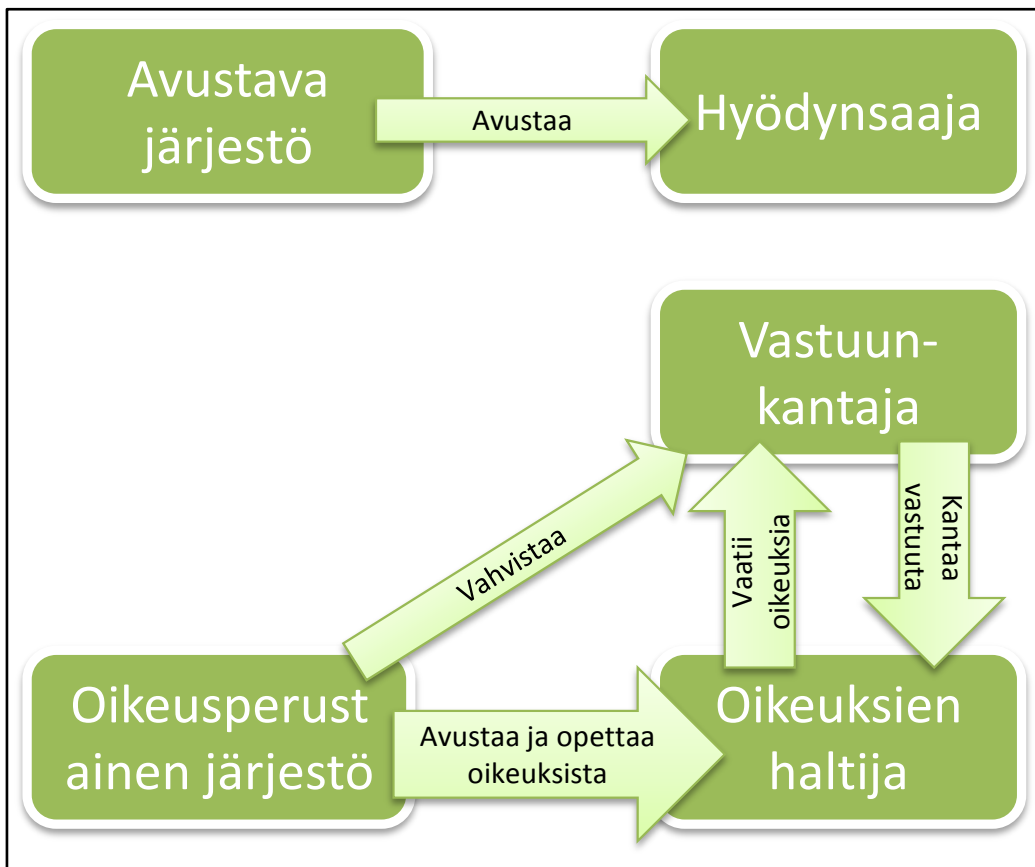 Avustava
järjestö
Avustaa
Hyödynsaaja
Vastuun-
kantaja
Vahvistaa
Vaatii
oikeuksia
Kantaa
vastuuta
Oikeusperust
ainen järjestö
Avustaa ja opettaa
oikeuksista
Oikeuksien
haltija